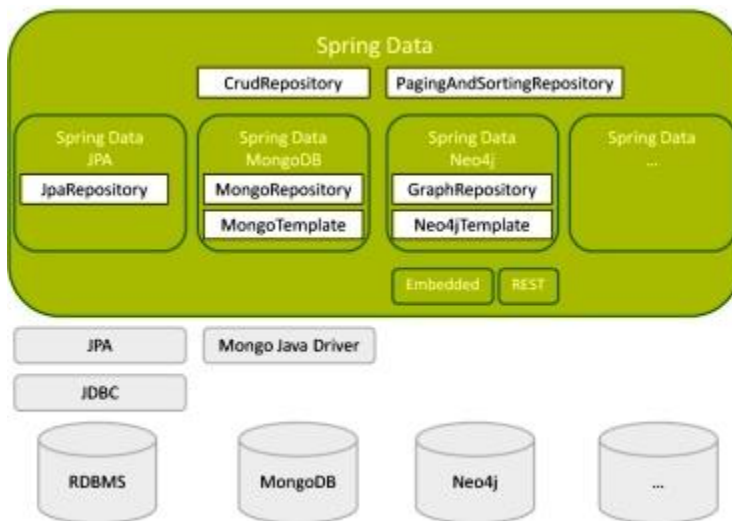 Spring Data
CrudRepository
PagingAndSortingRepository
Spring Data
JPA
JpaRepository
Spring Data
MongoDB
MongoRepository
MongoTemplate
Spring Data
Neo4j
GraphRepository
Neo4jTemplate
Spring Data
...
Embedded
REST
JPA
Mongo Java Driver
JDBC
RDBMS
MongoDB
Neo4j
...